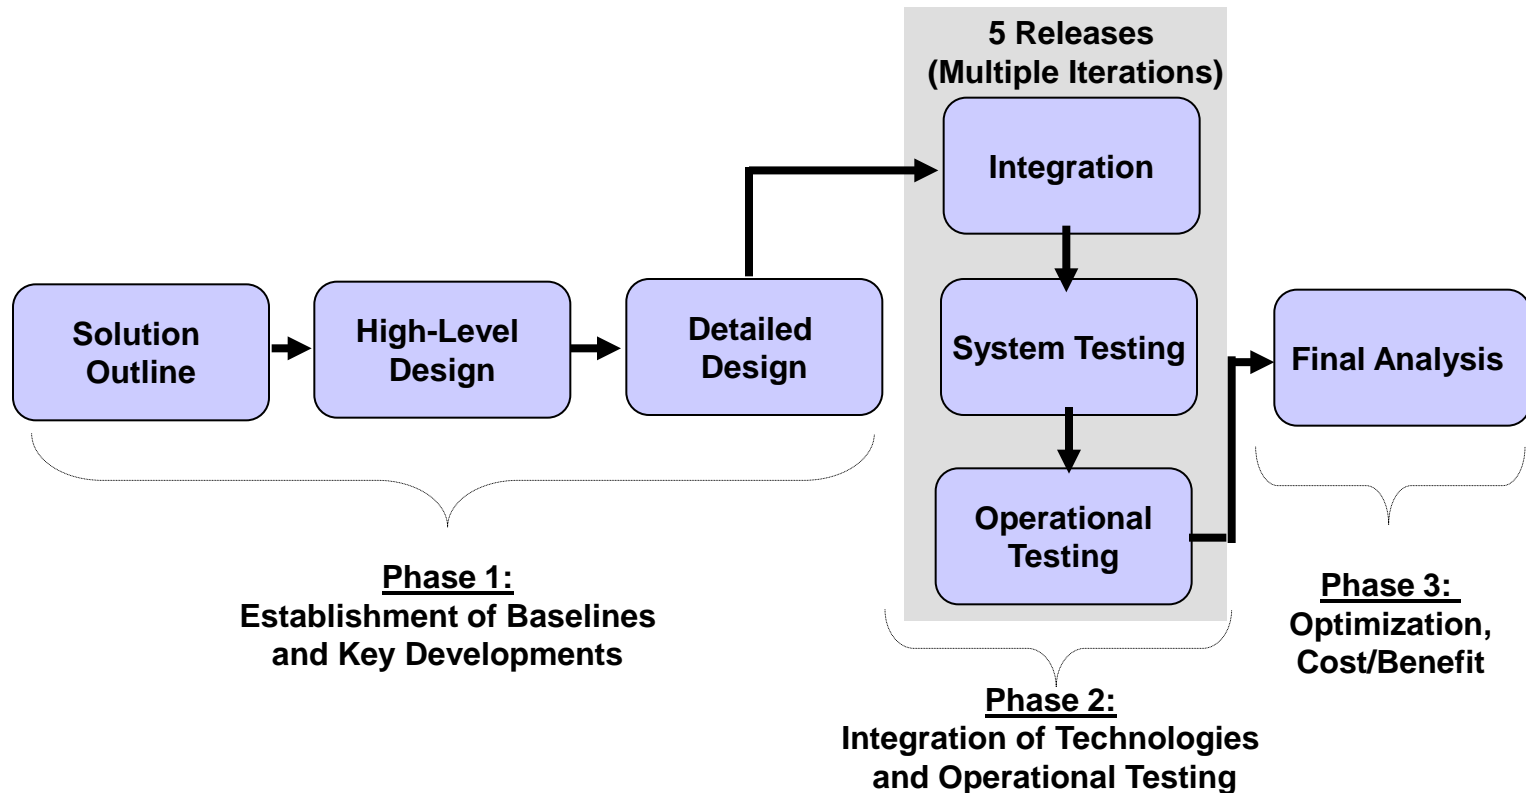 5 Releases
(Multiple Iterations)
Integration
Solution
Outline
High-Level
Design
Detailed
Design
System Testing
Final Analysis
Operational
Testing
Phase 1:
Establishment of Baselines
and Key Developments
Phase 2:
Integration of Technologies
and Operational Testing
Phase 3:
Optimization,
Cost/Benefit